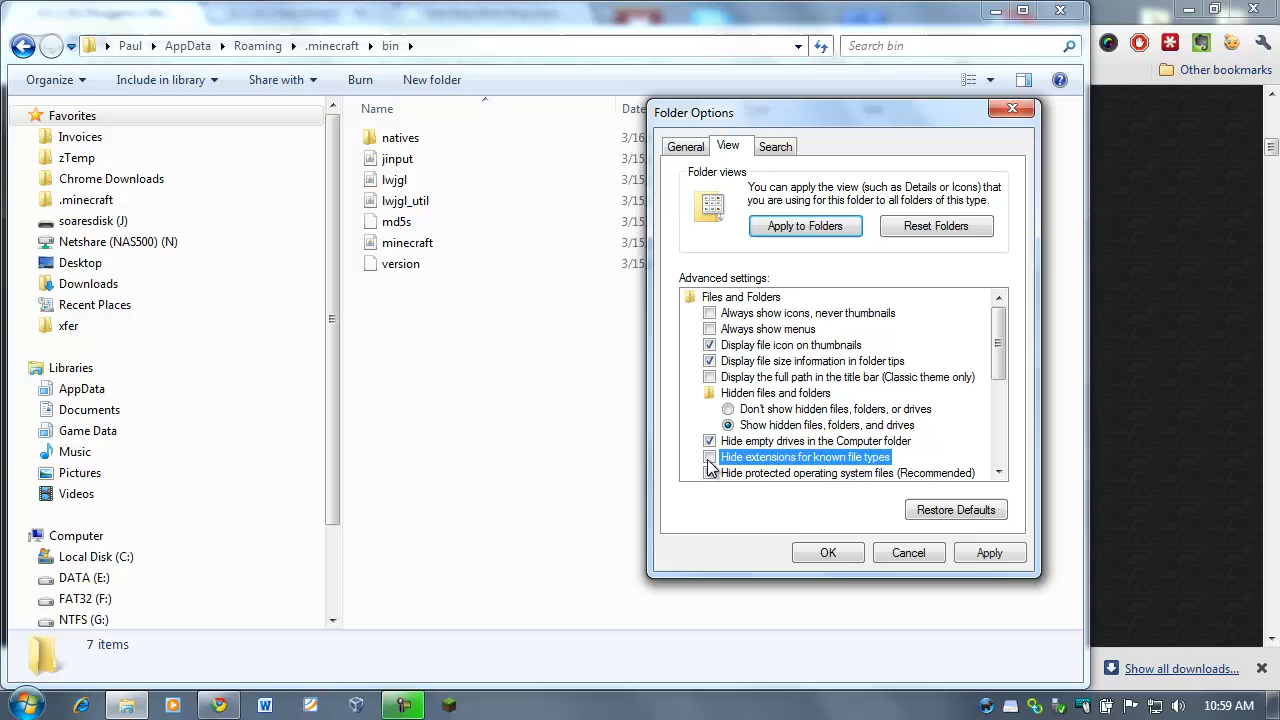 Paul AppData Roaming .minecraft bin
Search bin
Organize Include in library Share with Burn New folder
Other bookmarks
Favorites
Invoices
zTemp
Chrome Downloads
.minecraft
soaresdisk (J)
Netshare (NAS500) (N)
Desktop
Downloads
Recent Places
xfer
Libraries
AppData
Documents
Game Data
Music
Pictures
Videos
Computer
Local Disk (C:)
DATA (E:)
FAT32 (F:)
NTFS (G:)
Name Date
natives 3/16,
jinput 3/15,
lwjgl 3/15,
lwjgl_util 3/15,
md5s 3/15,
minecraft 3/15,
version 3/15,
Folder Options
General View Search
Folder views
You can apply the view (such as Details or Icons) that
you are using for this folder to all folders of this type.
Apply to Folders Reset Folders
Advanced settings:
Files and Folders
Always show icons, never thumbnails
Always show menus
Display file icon on thumbnails
Display file size information in folder tips
Display the full path in the title bar (Classic theme only)
Hidden files and folders
Don't show hidden files, folders, or drives
Show hidden files, folders, and drives
Hide empty drives in the Computer folder
Hide extensions for known file types
Hide protected operating system files (Recommended)
Restore Defaults
OK Cancel Apply
7 items
Show all downloads...
10:59 AM